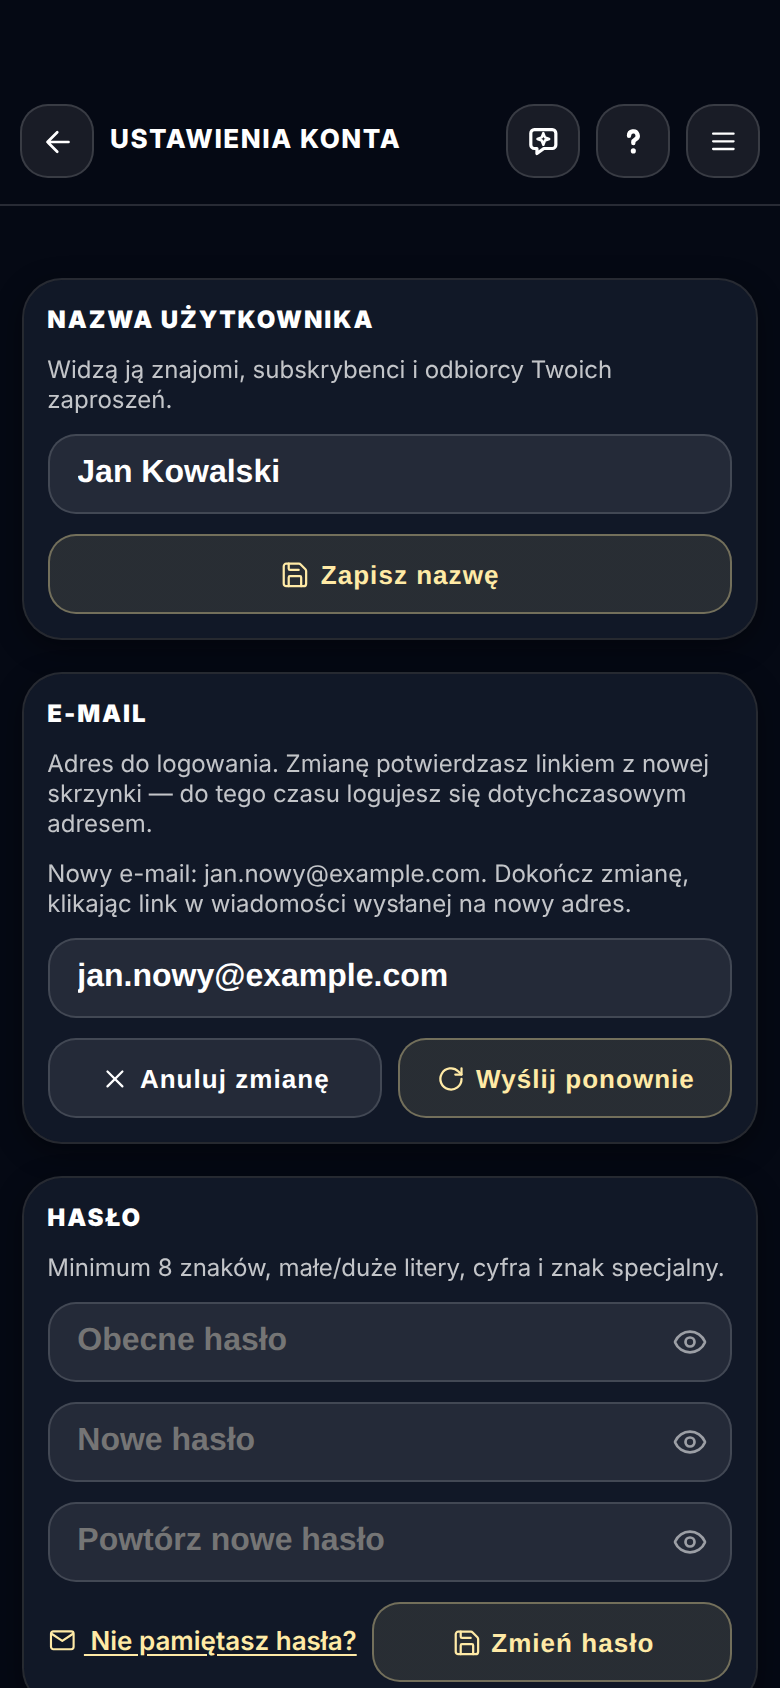 USTAWIENIA KONTA
NAZWA UŻYTKOWNIKA
Widzą ją znajomi, subskrybenci i odbiorcy Twoich
zaproszeń.
Jan Kowalski
Zapisz nazwę
E-MAIL
Adres do logowania. Zmianę potwierdzasz linkiem z nowej
skrzynki — do tego czasu logujesz się dotychczasowym
adresem.
Nowy e-mail: jan.nowy@example.com. Dokończ zmianę,
klikając link w wiadomości wysłanej na nowy adres.
jan.nowy@example.com
Anuluj zmianę
Wyślij ponownie
HASŁO
Minimum 8 znaków, małe/duże litery, cyfra i znak specjalny.
Obecne hasło
Nowe hasło
Powtórz nowe hasło
Nie pamiętasz hasła?
Zmień hasło